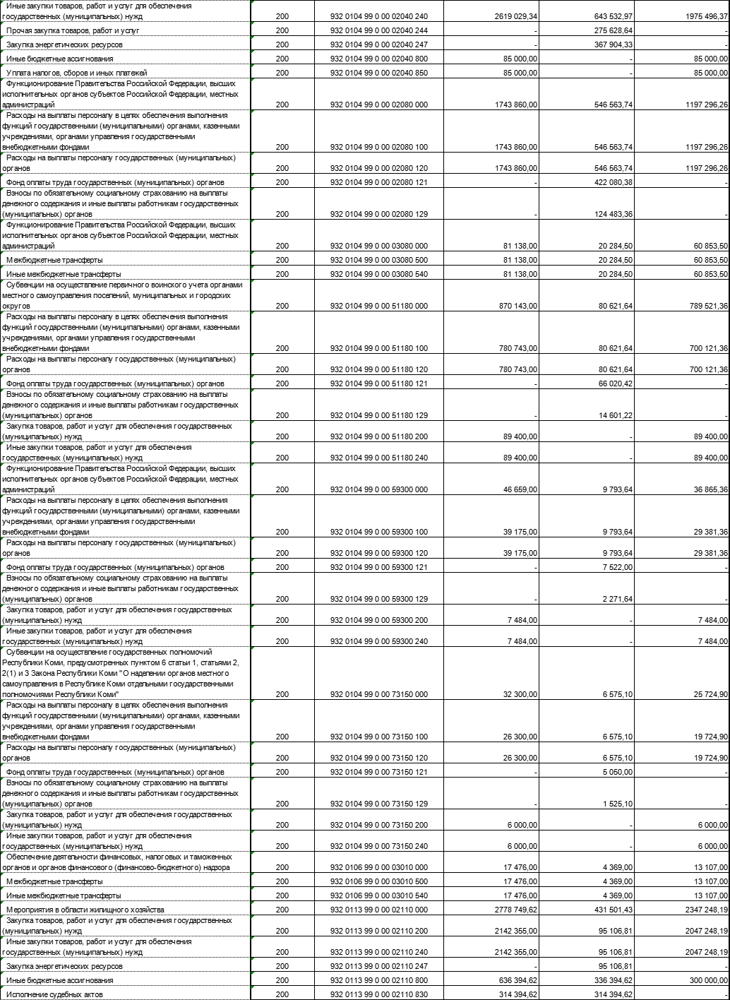 Иные закупки товаров, работ и услуг для обеспечения
государственных (муниципальных) нужд 200 932 0104 99 0 00 02040 240 2619 029,34 643 532,97 1975 496,37
Прочая закупка товаров, работ и услуг 200 932 0104 99 0 00 02040 244 - 275 628,64 -
Закупка энергетических ресурсов 200 932 0104 99 0 00 02040 247 - 367 904,33 -
Иные бюджетные ассигнования 200 932 0104 99 0 00 02040 800 85 000,00 - 85 000,00
Уплата налогов, сборов и иных платежей 200 932 0104 99 0 00 02040 850 85 000,00 - 85 000,00
Функционирование Правительства Российской Федерации, высших
исполнительных органов субъектов Российской Федерации, местных
администраций 200 932 0104 99 0 00 02080 000 1743 860,00 546 563,74 1197 296,26
Расходы на выплаты персоналу в целях обеспечения выполнения
функций государственными (муниципальными) органами, казенными
учреждениями, органами управления государственными
внебюджетными фондами 200 932 0104 99 0 00 02080 100 1743 860,00 546 563,74 1197 296,26
Расходы на выплаты персоналу государственных (муниципальных)
органов 200 932 0104 99 0 00 02080 120 1743 860,00 546 563,74 1197 296,26
Фонд оплаты труда государственных (муниципальных) органов 200 932 0104 99 0 00 02080 121 - 422 080,38 -
Взносы по обязательному социальному страхованию на выплаты
денежного содержания и иные выплаты работникам государственных
(муниципальных) органов 200 932 0104 99 0 00 02080 129 - 124 483,36 -
Функционирование Правительства Российской Федерации, высших
исполнительных органов субъектов Российской Федерации, местных
администраций 200 932 0104 99 0 00 03080 000 81 138,00 20 284,50 60 853,50
Межбюджетные трансферты 200 932 0104 99 0 00 03080 500 81 138,00 20 284,50 60 853,50
Иные межбюджетные трансферты 200 932 0104 99 0 00 03080 540 81 138,00 20 284,50 60 853,50
Субвенции на осуществление первичного воинского учета органами
местного самоуправления поселений, муниципальных и городских
округов 200 932 0104 99 0 00 51180 000 870 143,00 80 621,64 789 521,36
Расходы на выплаты персоналу в целях обеспечения выполнения
функций государственными (муниципальными) органами, казенными
учреждениями, органами управления государственными
внебюджетными фондами 200 932 0104 99 0 00 51180 100 780 743,00 80 621,64 700 121,36
Расходы на выплаты персоналу государственных (муниципальных)
органов 200 932 0104 99 0 00 51180 120 780 743,00 80 621,64 700 121,36
Фонд оплаты труда государственных (муниципальных) органов 200 932 0104 99 0 00 51180 121 - 66 020,42 -
Взносы по обязательному социальному страхованию на выплаты
денежного содержания и иные выплаты работникам государственных
(муниципальных) органов 200 932 0104 99 0 00 51180 129 - 14 601,22 -
Закупка товаров, работ и услуг для обеспечения государственных
(муниципальных) нужд 200 932 0104 99 0 00 51180 200 89 400,00 - 89 400,00
Иные закупки товаров, работ и услуг для обеспечения
государственных (муниципальных) нужд 200 932 0104 99 0 00 51180 240 89 400,00 - 89 400,00
Функционирование Правительства Российской Федерации, высших
исполнительных органов субъектов Российской Федерации, местных
администраций 200 932 0104 99 0 00 59300 000 46 659,00 9 793,64 36 865,36
Расходы на выплаты персоналу в целях обеспечения выполнения
функций государственными (муниципальными) органами, казенными
учреждениями, органами управления государственными
внебюджетными фондами 200 932 0104 99 0 00 59300 100 39 175,00 9 793,64 29 381,36
Расходы на выплаты персоналу государственных (муниципальных)
органов 200 932 0104 99 0 00 59300 120 39 175,00 9 793,64 29 381,36
Фонд оплаты труда государственных (муниципальных) органов 200 932 0104 99 0 00 59300 121 - 7 522,00 -
Взносы по обязательному социальному страхованию на выплаты
денежного содержания и иные выплаты работникам государственных
(муниципальных) органов 200 932 0104 99 0 00 59300 129 - 2 271,64 -
Закупка товаров, работ и услуг для обеспечения государственных
(муниципальных) нужд 200 932 0104 99 0 00 59300 200 7 484,00 - 7 484,00
Иные закупки товаров, работ и услуг для обеспечения
государственных (муниципальных) нужд 200 932 0104 99 0 00 59300 240 7 484,00 - 7 484,00
Субвенции на осуществление государственных полномочий
Республики Коми, предусмотренных пунктом 6 статьи 1, статьями 2,
2(1) и 3 Закона Республики Коми "О наделении органов местного
самоуправления в Республике Коми отдельными государственными
полномочиями Республики Коми" 200 932 0104 99 0 00 73150 000 32 300,00 6 575,10 25 724,90
Расходы на выплаты персоналу в целях обеспечения выполнения
функций государственными (муниципальными) органами, казенными
учреждениями, органами управления государственными
внебюджетными фондами 200 932 0104 99 0 00 73150 100 26 300,00 6 575,10 19 724,90
Расходы на выплаты персоналу государственных (муниципальных)
органов 200 932 0104 99 0 00 73150 120 26 300,00 6 575,10 19 724,90
Фонд оплаты труда государственных (муниципальных) органов 200 932 0104 99 0 00 73150 121 - 5 050,00 -
Взносы по обязательному социальному страхованию на выплаты
денежного содержания и иные выплаты работникам государственных
(муниципальных) органов 200 932 0104 99 0 00 73150 129 - 1 525,10 -
Закупка товаров, работ и услуг для обеспечения государственных
(муниципальных) нужд 200 932 0104 99 0 00 73150 200 6 000,00 - 6 000,00
Иные закупки товаров, работ и услуг для обеспечения
государственных (муниципальных) нужд 200 932 0104 99 0 00 73150 240 6 000,00 - 6 000,00
Обеспечение деятельности финансовых, налоговых и таможенных
органов и органов финансового (финансово-бюджетного) надзора 200 932 0106 99 0 00 03010 000 17 476,00 4 369,00 13 107,00
Межбюджетные трансферты 200 932 0106 99 0 00 03010 500 17 476,00 4 369,00 13 107,00
Иные межбюджетные трансферты 200 932 0106 99 0 00 03010 540 17 476,00 4 369,00 13 107,00
Мероприятия в области жилищного хозяйства 200 932 0113 99 0 00 02110 000 2778 749,62 431 501,43 2347 248,19
Закупка товаров, работ и услуг для обеспечения государственных
(муниципальных) нужд 200 932 0113 99 0 00 02110 200 2142 355,00 95 106,81 2047 248,19
Иные закупки товаров, работ и услуг для обеспечения
государственных (муниципальных) нужд 200 932 0113 99 0 00 02110 240 2142 355,00 95 106,81 2047 248,19
Закупка энергетических ресурсов 200 932 0113 99 0 00 02110 247 - 95 106,81 -
Иные бюджетные ассигнования 200 932 0113 99 0 00 02110 800 636 394,62 336 394,62 300 000,00
Исполнение судебных актов 200 932 0113 99 0 00 02110 830 314 394,62 314 394,62 -